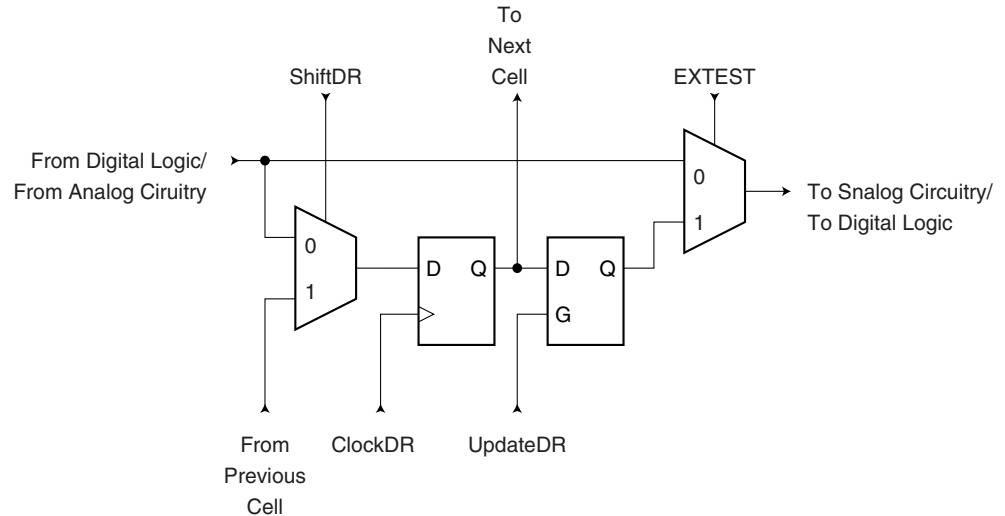 To
Next
Cell
ShiftDR
EXTEST
From Digital Logic/
From Analog Ciruitry
0
1
To Snalog Circuitry/
To Digital Logic
0
1
D Q
D Q
G
From
Previous
Cell
ClockDR
UpdateDR